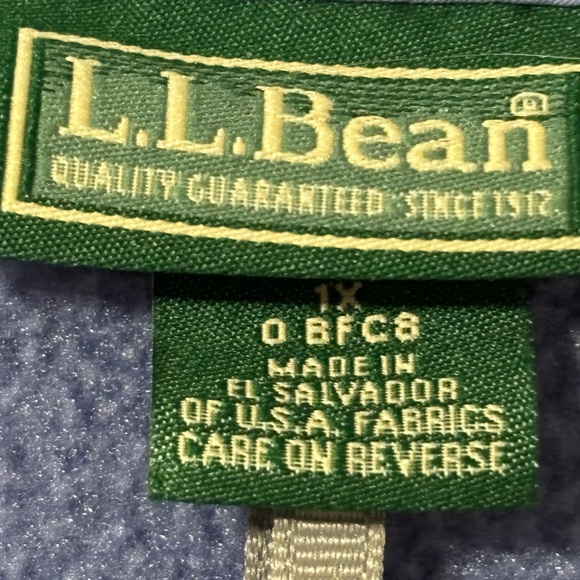 L.L.Bean
QUALITY GUARANTEED SINCE 1912.
1X
0 BFC8
MADE IN
EL SALVADOR
OF U.S.A. FABRICS
CARE ON REVERSE